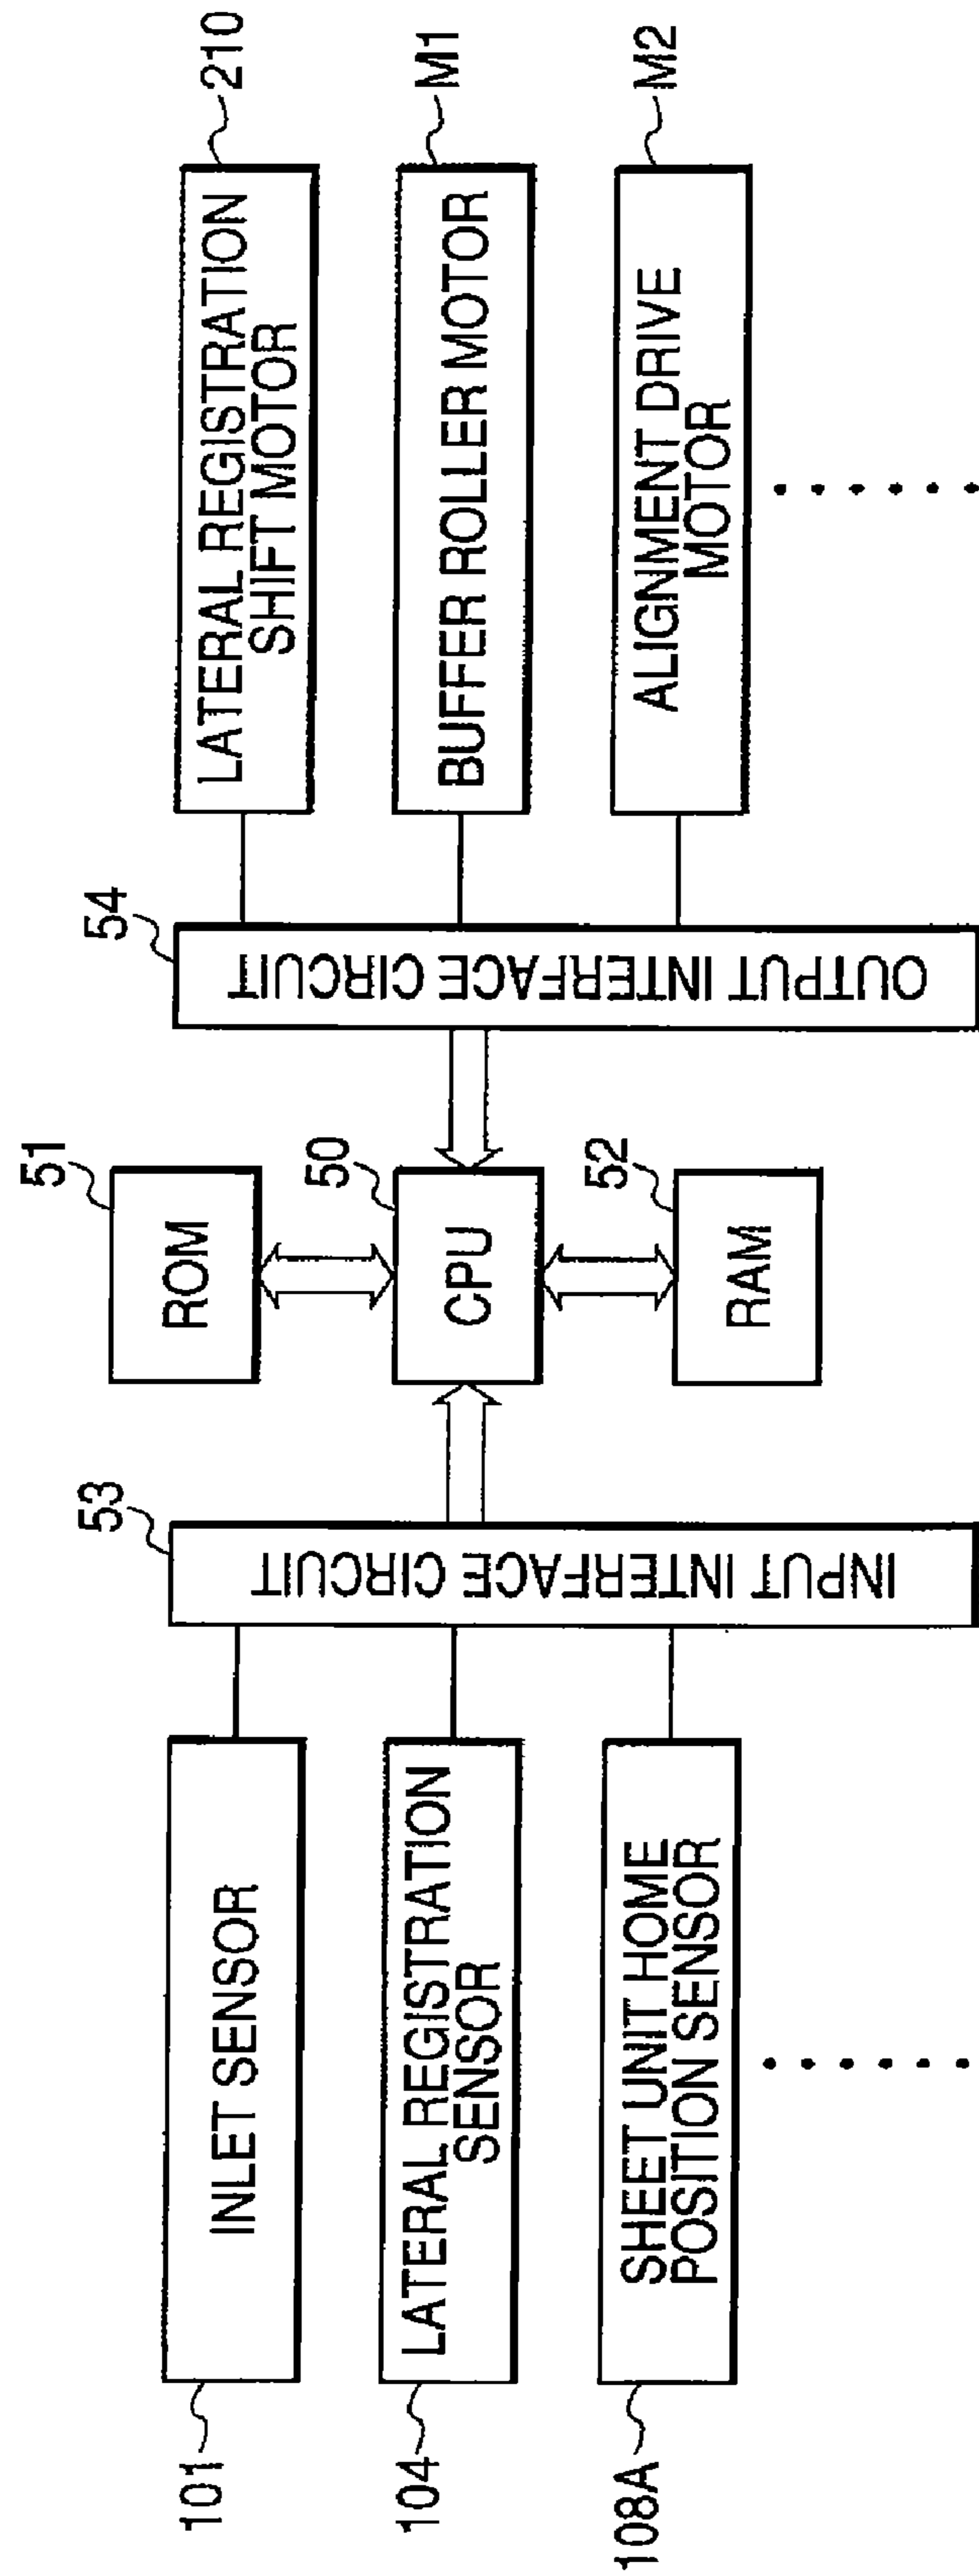 101
INLET SENSOR
104
LATERAL REGISTRATION
SENSOR
108A
SHEET UNIT HOME
POSITION SENSOR
53
INPUT INTERFACE CIRCUIT
51
ROM
50
CPU
52
RAM
54
OUTPUT INTERFACE CIRCUIT
LATERAL REGISTRATION
SHIFT MOTOR
210
BUFFER ROLLER MOTOR
M1
ALIGNMENT DRIVE
MOTOR
M2